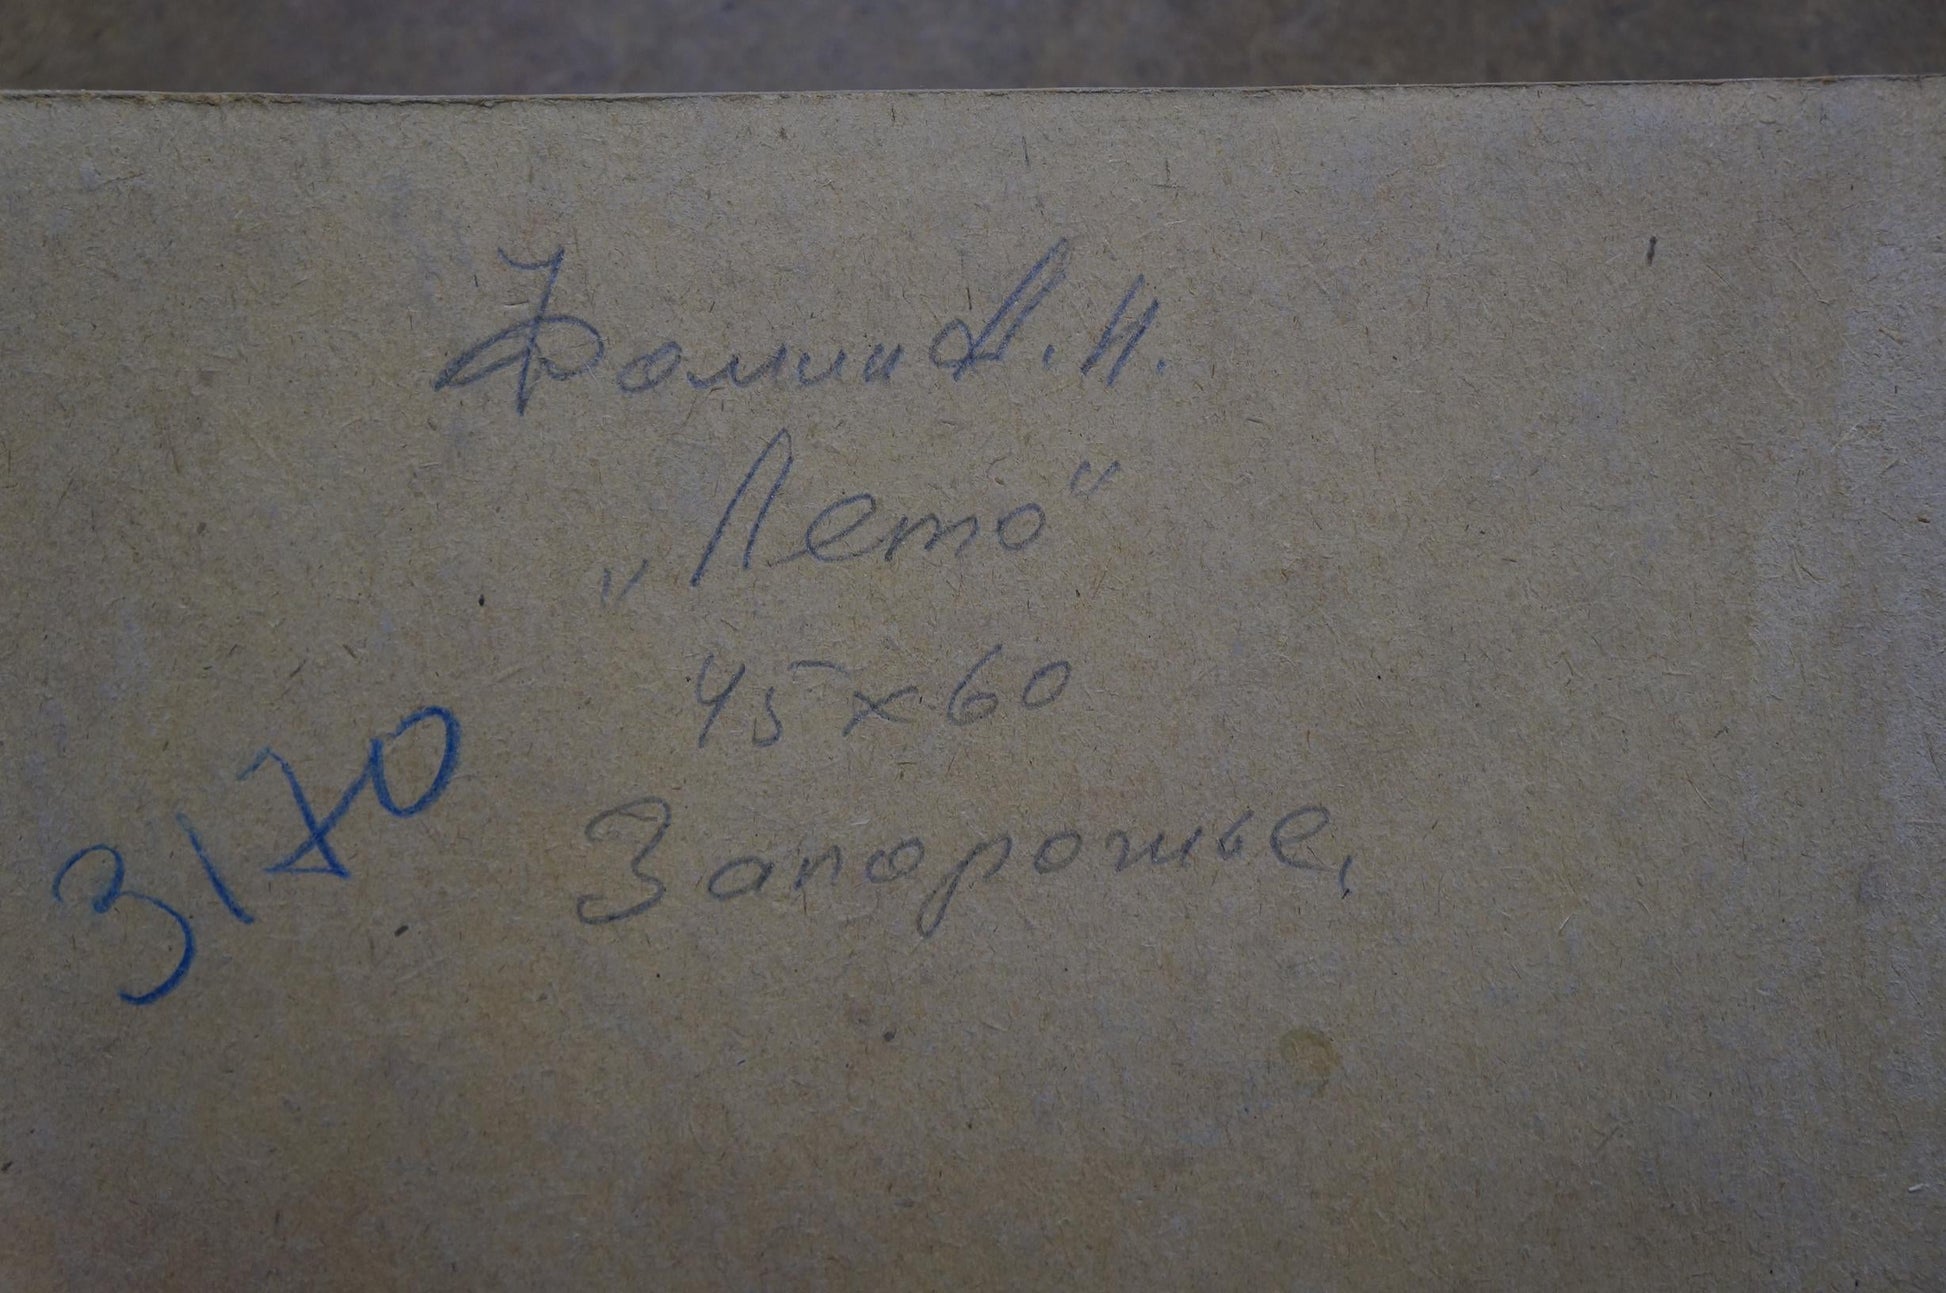 Фомин А. И.
„Лето“
45 х 60
Запорожье,
3170